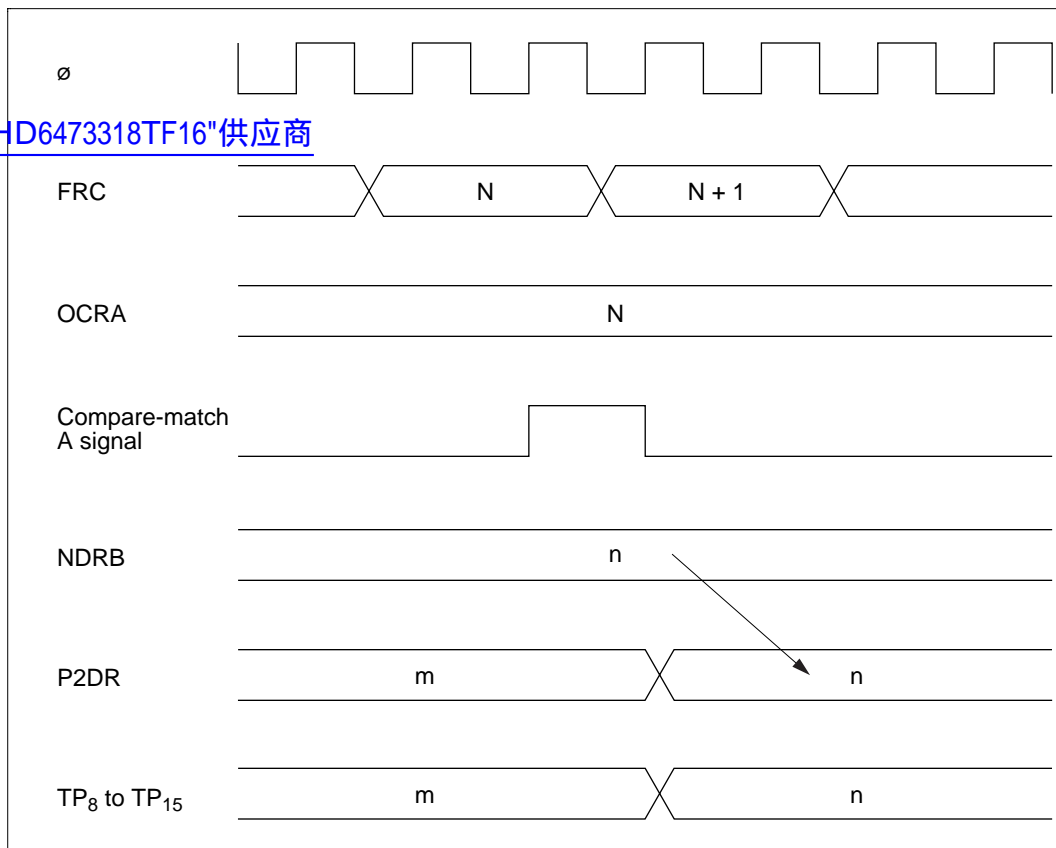 ø
HD6473318TF16"供应商
FRC N N + 1
OCRA N
Compare-match
A signal
NDRB n
P2DR m n
TP8 to TP15 m n